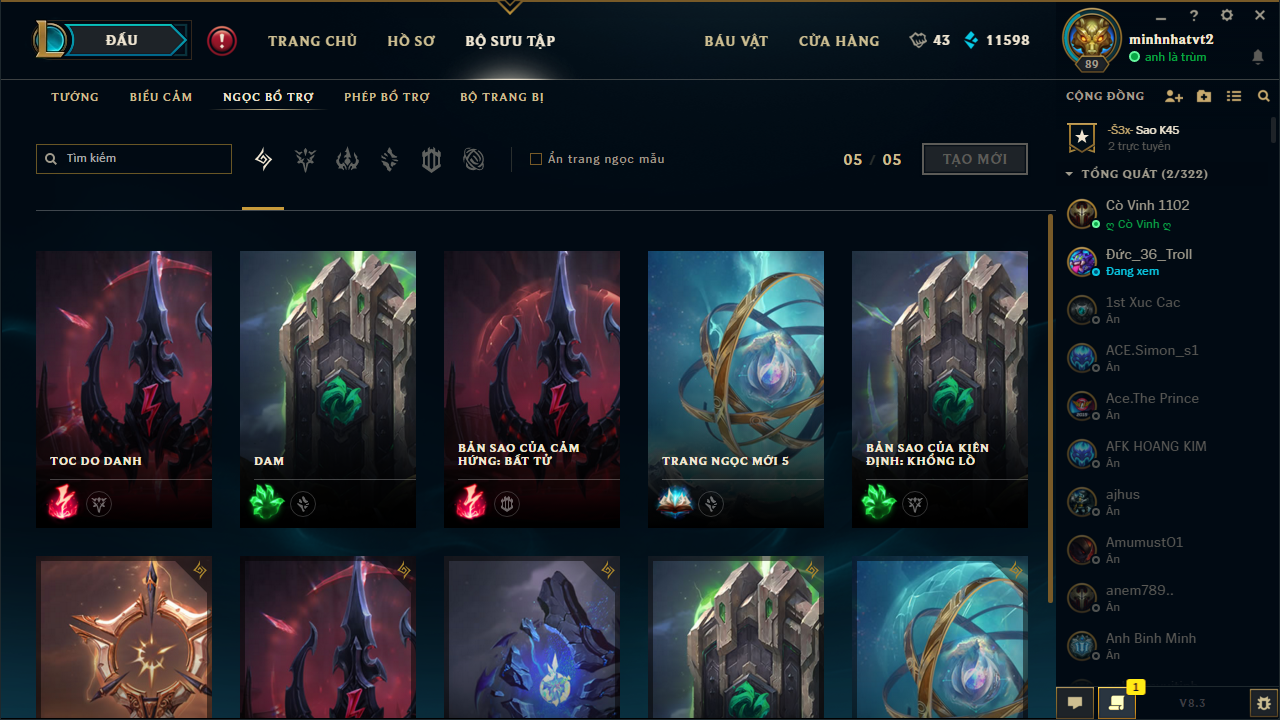 ĐẤU
TRANG CHỦ
HỒ SƠ
BỘ SƯU TẬP
BÁU VẬT
CỬA HÀNG
43
11598
89
minhnhatvt2
anh là trùm
TƯỚNG
BIỂU CẢM
NGỌC BỔ TRỢ
PHÉP BỔ TRỢ
BỘ TRANG BỊ
CỘNG ĐỒNG
Tìm kiếm
Ẩn trang ngọc mẫu
05 / 05
TẠO MỚI
-Š3x- Sao K45
2 trực tuyến
TỔNG QUÁT (2/322)
Cò Vinh 1102
ღ Cò Vinh ღ
Đức_36_Troll
Đang xem
1st Xuc Cac
Ẩn
ACE.Simon_s1
Ẩn
Ace.The Prince
Ẩn
AFK HOANG KIM
Ẩn
ajhus
Ẩn
Amumust01
Ẩn
anem789..
Ẩn
Anh Binh Minh
Ẩn
TOC DO DANH
DAM
BẢN SAO CỦA CẢM
HỨNG: BẤT TỬ
TRANG NGỌC MỚI 5
BẢN SAO CỦA KIÊN
ĐỊNH: KHỔNG LỒ
1
V8.3